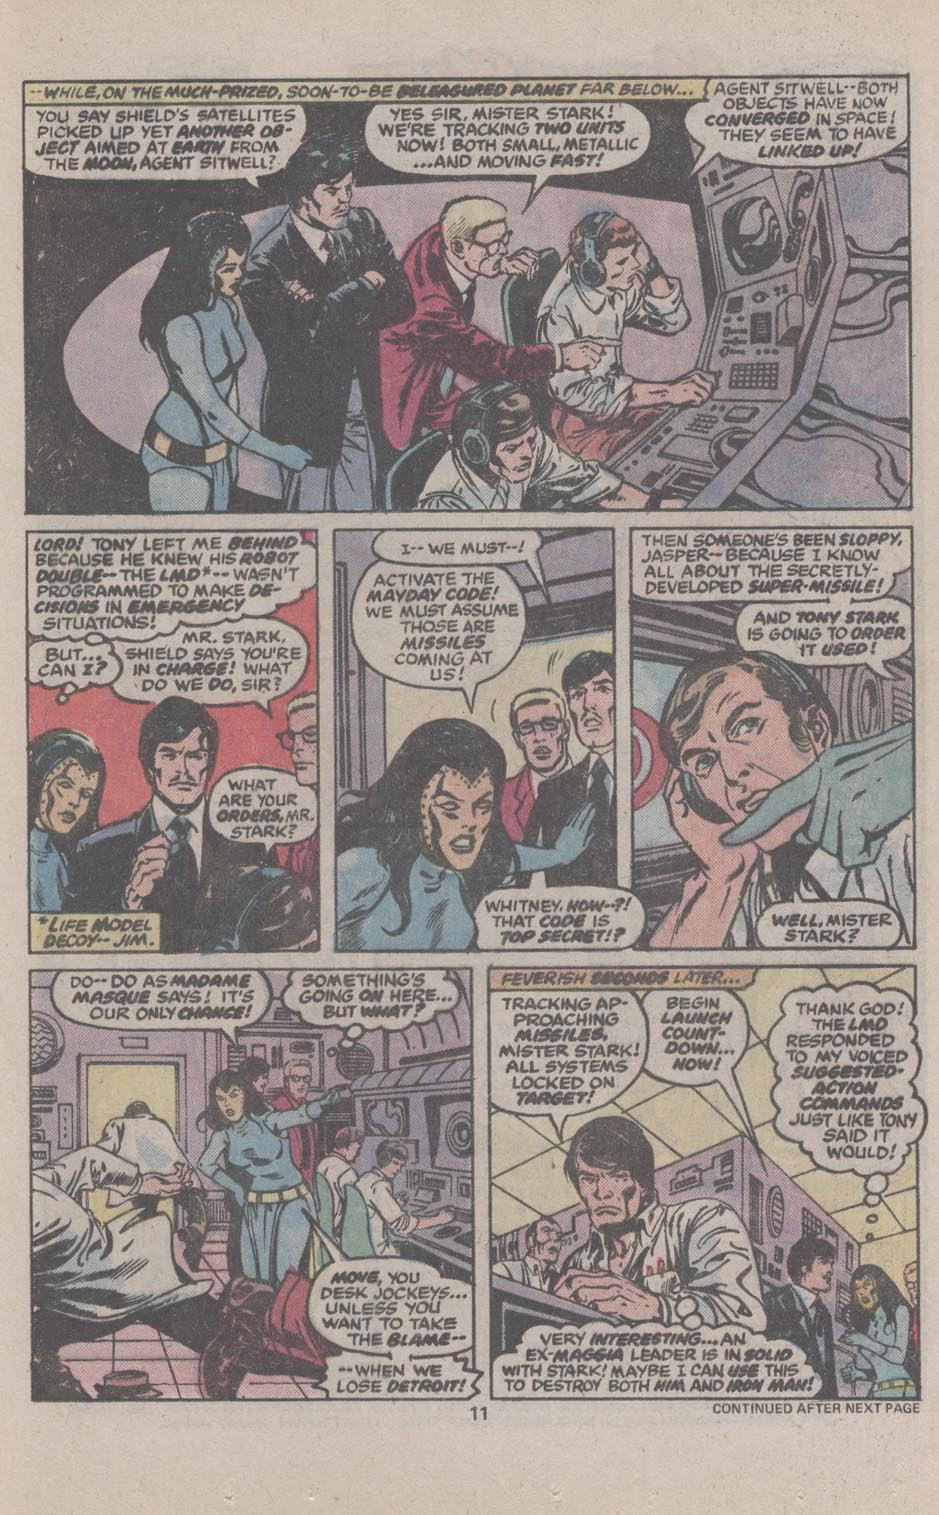 --WHILE, ON THE MUCH-PRIZED, SOON-TO-BE BELEAGURED PLANET FAR BELOW...
YOU SAY SHIELD'S SATELLITES
PICKED UP YET ANOTHER OB-
JECT AIMED AT EARTH FROM
THE MOON, AGENT SITWELL?
YES SIR, MISTER STARK!
WE'RE TRACKING TWO UNITS
NOW! BOTH SMALL, METALLIC
...AND MOVING FAST!
AGENT SITWELL--BOTH
OBJECTS HAVE NOW
CONVERGED IN SPACE!
THEY SEEM TO HAVE
LINKED UP!
LORD! TONY LEFT ME BEHIND
BECAUSE HE KNEW HIS ROBOT
DOUBLE--THE LMD*--WASN'T
PROGRAMMED TO MAKE DE-
CISIONS IN EMERGENCY
SITUATIONS!
BUT...
CAN I?
MR. STARK,
SHIELD SAYS YOU'RE
IN CHARGE! WHAT
DO WE DO, SIR?
WHAT
ARE YOUR
ORDERS, MR.
STARK?
*LIFE MODEL
DECOY--JIM.
I--WE MUST--!
ACTIVATE THE
MAYDAY CODE!
WE MUST ASSUME
THOSE ARE
MISSILES
COMING AT
US!
WHITNEY, HOW--?!
THAT CODE IS
TOP SECRET!?
THEN SOMEONE'S BEEN SLOPPY,
JASPER--BECAUSE I KNOW
ALL ABOUT THE SECRETLY-
DEVELOPED SUPER-MISSILE!
AND TONY STARK
IS GOING TO ORDER
IT USED!
WELL, MISTER
STARK?
DO--DO AS MADAME
MASQUE SAYS! IT'S
OUR ONLY CHANCE!
SOMETHING'S
GOING ON HERE...
BUT WHAT?
MOVE, YOU
DESK JOCKEYS...
UNLESS YOU
WANT TO TAKE
THE BLAME--
--WHEN WE
LOSE DETROIT!
FEVERISH SECONDS LATER...
TRACKING AP-
PROACHING
MISSILES,
MISTER STARK!
ALL SYSTEMS
LOCKED ON
TARGET!
BEGIN
LAUNCH
COUNT-
DOWN...
NOW!
THANK GOD!
THE LMD
RESPONDED
TO MY VOICED
SUGGESTED-
ACTION
COMMANDS
JUST LIKE TONY
SAID IT
WOULD!
VERY INTERESTING...AN
EX-MAGGIA LEADER IS IN SOLID
WITH STARK! MAYBE I CAN USE THIS
TO DESTROY BOTH HIM AND IRON MAN!
11
CONTINUED AFTER NEXT PAGE